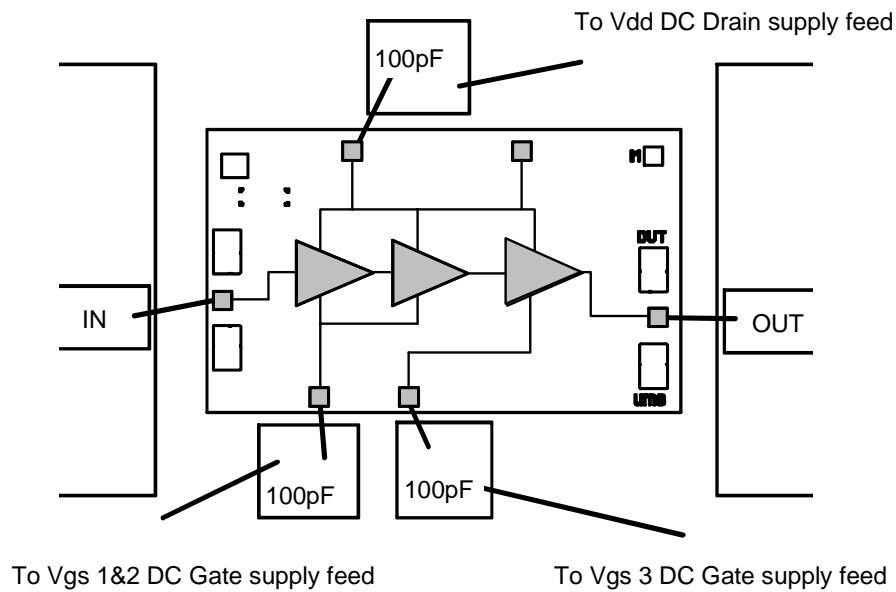 To Vdd DC Drain supply feed
100pF
M
OUT
IN
OUT
100pF
100pF
To Vgs 1&2 DC Gate supply feed
To Vgs 3 DC Gate supply feed